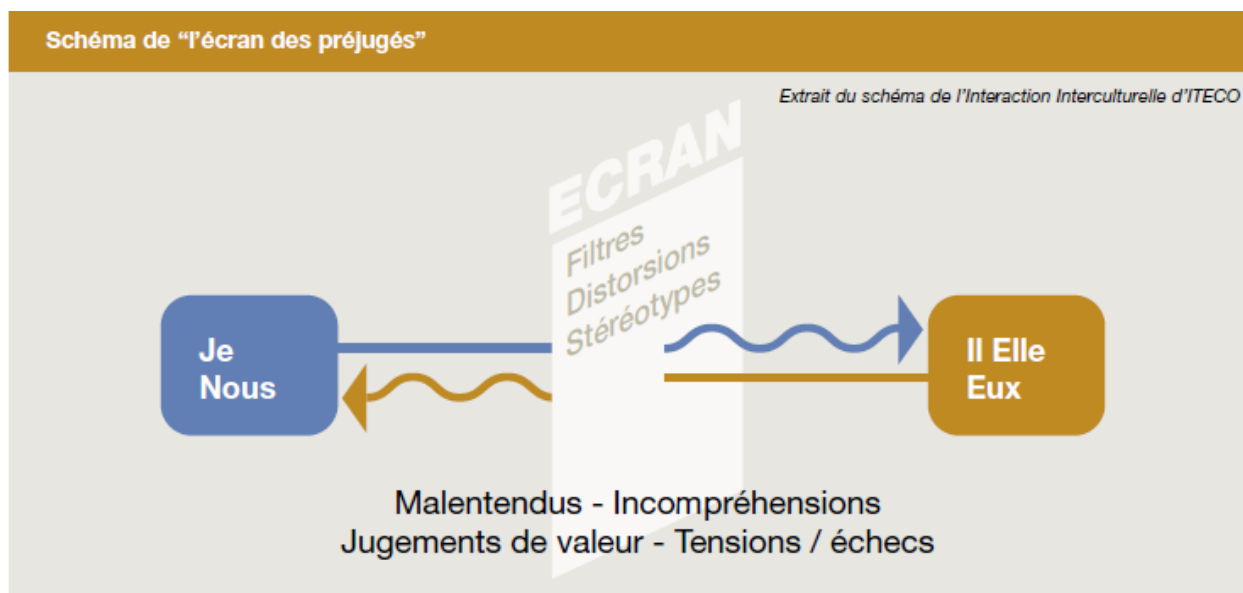 Schéma de “l’écran des préjugés”
Extrait du schéma de l’Interaction Interculturelle d’ITECO
ECRAN
Filtres
Distorsions
Stéréotypes
Je
Nous
Il Elle
Eux
Malentendus - Incompréhensions
Jugements de valeur - Tensions / échecs